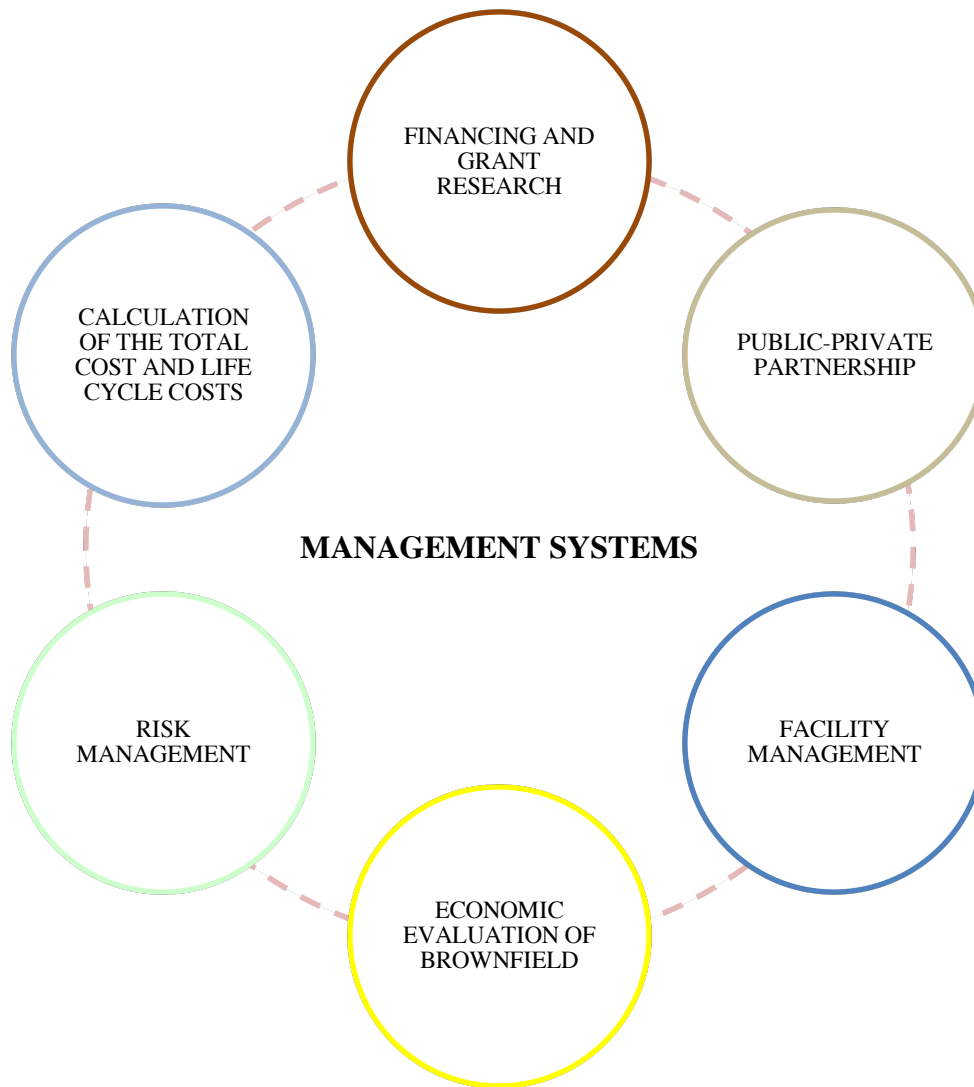 FINANCING AND
GRANT
RESEARCH
CALCULATION
OF THE TOTAL
COST AND LIFE
CYCLE COSTS
PUBLIC-PRIVATE
PARTNERSHIP
MANAGEMENT SYSTEMS
RISK
MANAGEMENT
FACILITY
MANAGEMENT
ECONOMIC
EVALUATION OF
BROWNFIELD